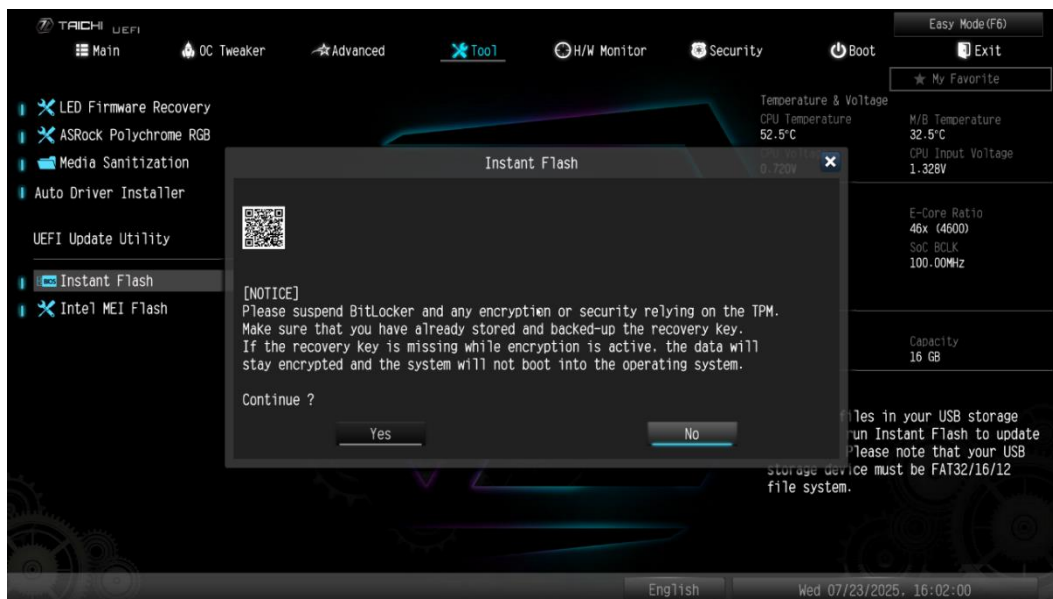 TAICHI UEFI
Easy Mode(F6)
Main
OC Tweaker
Advanced
Tool
H/W Monitor
Security
Boot
Exit
My Favorite
LED Firmware Recovery
ASRock Polychrome RGB
Media Sanitization
Auto Driver Installer
UEFI Update Utility
Instant Flash
Intel MEI Flash
Temperature & Voltage
CPU Temperature
52.5°C
M/B Temperature
32.5°C
CPU Voltage
0.720V
CPU Input Voltage
1.328V
E-Core Ratio
46x (4600)
SoC BCLK
100.00MHz
Capacity
16 GB
Instant Flash
[NOTICE]
Please suspend BitLocker and any encryption or security relying on the TPM.
Make sure that you have already stored and backed-up the recovery key.
If the recovery key is missing while encryption is active, the data will
stay encrypted and the system will not boot into the operating system.
Continue ?
Yes
No
files in your USB storage
run Instant Flash to update
Please note that your USB
storage device must be FAT32/16/12
file system.
English
Wed 07/23/2025, 16:02:00